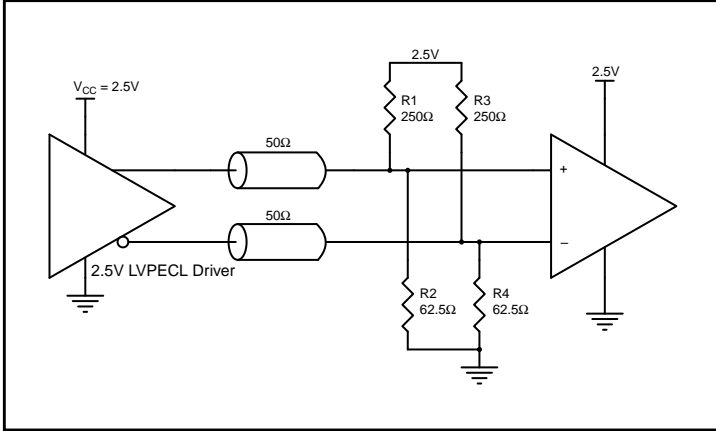 2.5V
V_CC = 2.5V
2.5V
R1
250Ω
R3
250Ω
50Ω
+
50Ω
–
2.5V LVPECL Driver
R2
62.5Ω
R4
62.5Ω